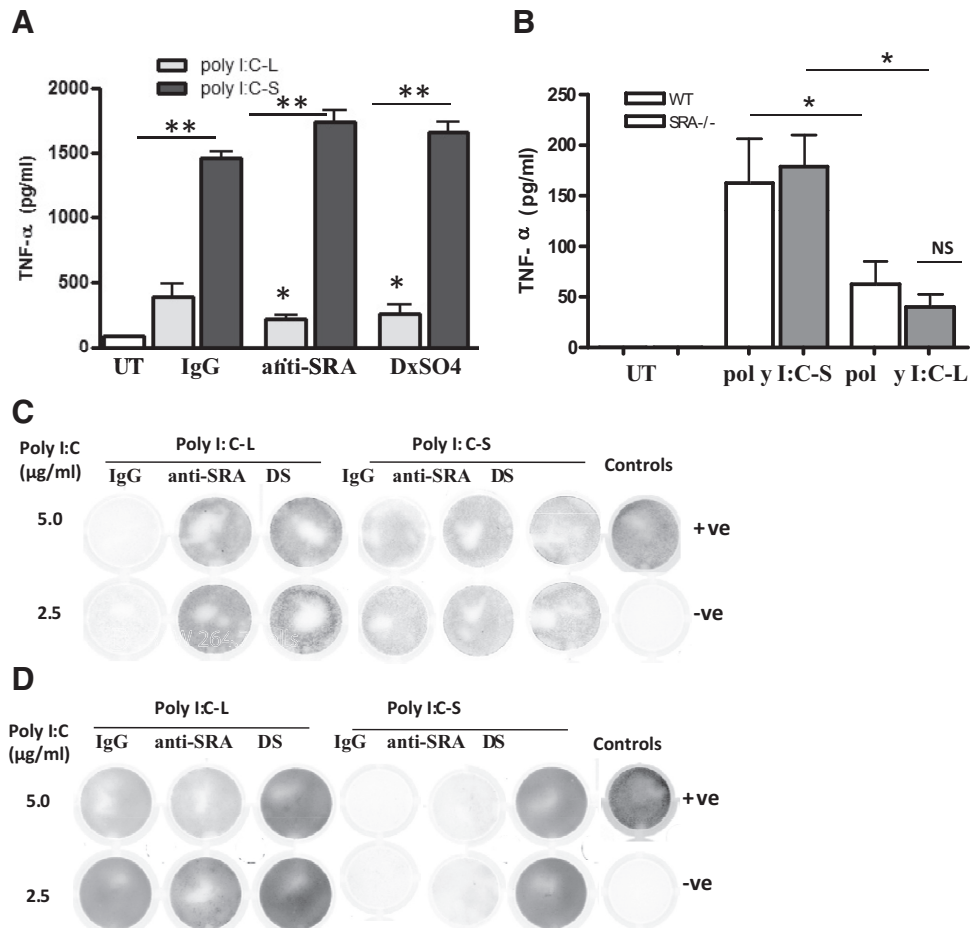 A
poly I:C-L
poly I:C-S
2000
1500
1000
500
0
TNF-α (pg/ml)
**
**
**
*
*
UT IgG anti-SRA DxSO4
B
WT
SRA-/-
250
200
150
100
50
0
TNF- α (pg/ml)
*
*
NS
UT pol y I:C-S pol y I:C-L
C
Poly I:C
(µg/ml)
Poly I: C-L Poly I: C-S
IgG anti-SRA DS IgG anti-SRA DS Controls
5.0 +ve
2.5 -ve
D
Poly I:C
(µg/ml)
Poly I:C-L Poly I:C-S
IgG anti-SRA DS IgG anti-SRA DS Controls
5.0 +ve
2.5 -ve